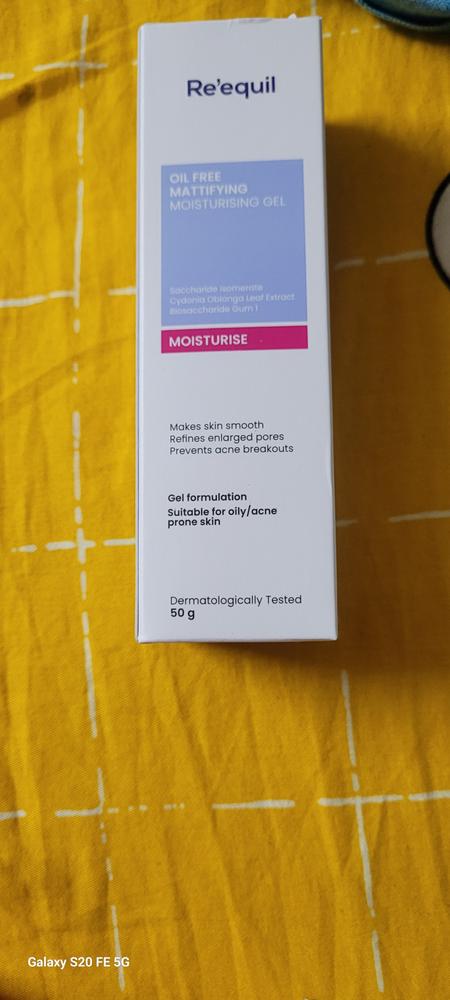 Re'equil
OIL FREE
MATTIFYING
MOISTURISING GEL
Saccharide Isomerate
Cydonia Oblonga Leaf Extract
Biosaccharide Gum 1
MOISTURISE
Makes skin smooth
Refines enlarged pores
Prevents acne breakouts
Gel formulation
Suitable for oily/acne
prone skin
Dermatologically Tested
50 g
Galaxy S20 FE 5G